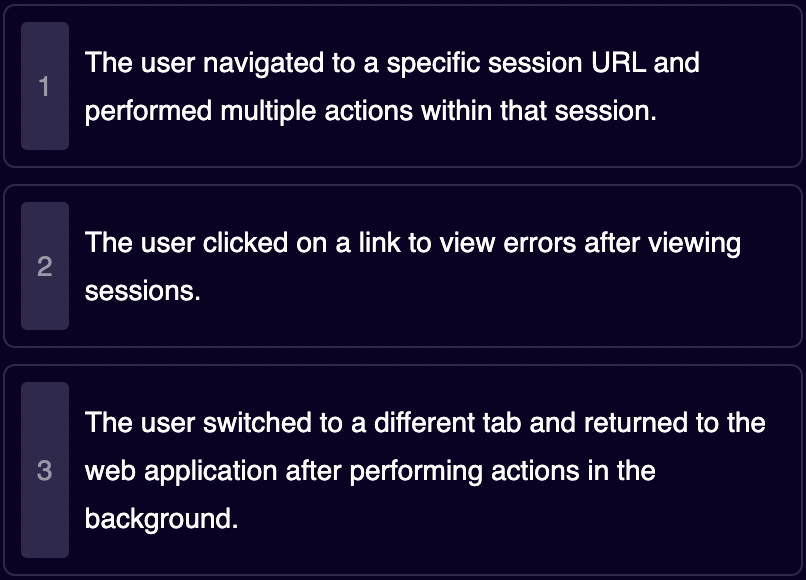 1
The user navigated to a specific session URL and
performed multiple actions within that session.
2
The user clicked on a link to view errors after viewing
sessions.
3
The user switched to a different tab and returned to the
web application after performing actions in the
background.